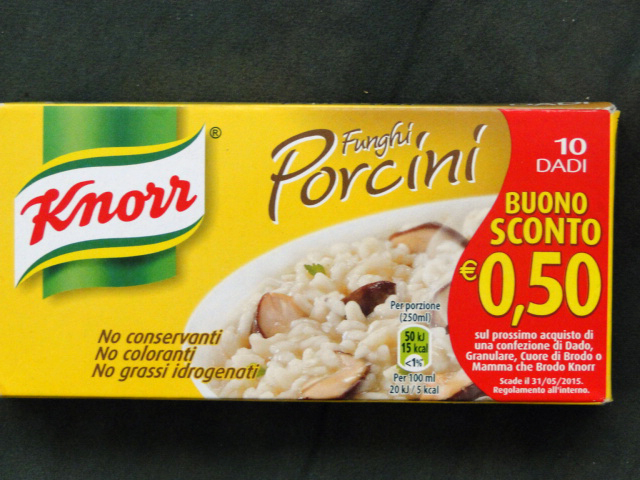 Knorr®
Funghi
Porcini
10
DADI
BUONO
SCONTO
€0,50
sul prossimo acquisto di
una confezione di Dado,
Granulare, Cuore di Brodo o
Mamma che Brodo Knorr
Scade il 31/05/2015.
Regolamento all'interno.
No conservanti
No coloranti
No grassi idrogenati
Per porzione
(250ml)
50 kJ
15 kcal
<1%
Per 100 ml
20 kJ / 5 kcal